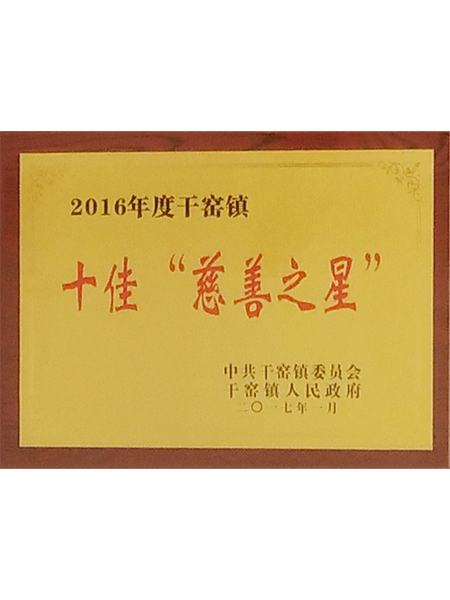 2016年度干窑镇
十佳“慈善之星”
中共干窑镇委员会
干窑镇人民政府
二〇一七年一月